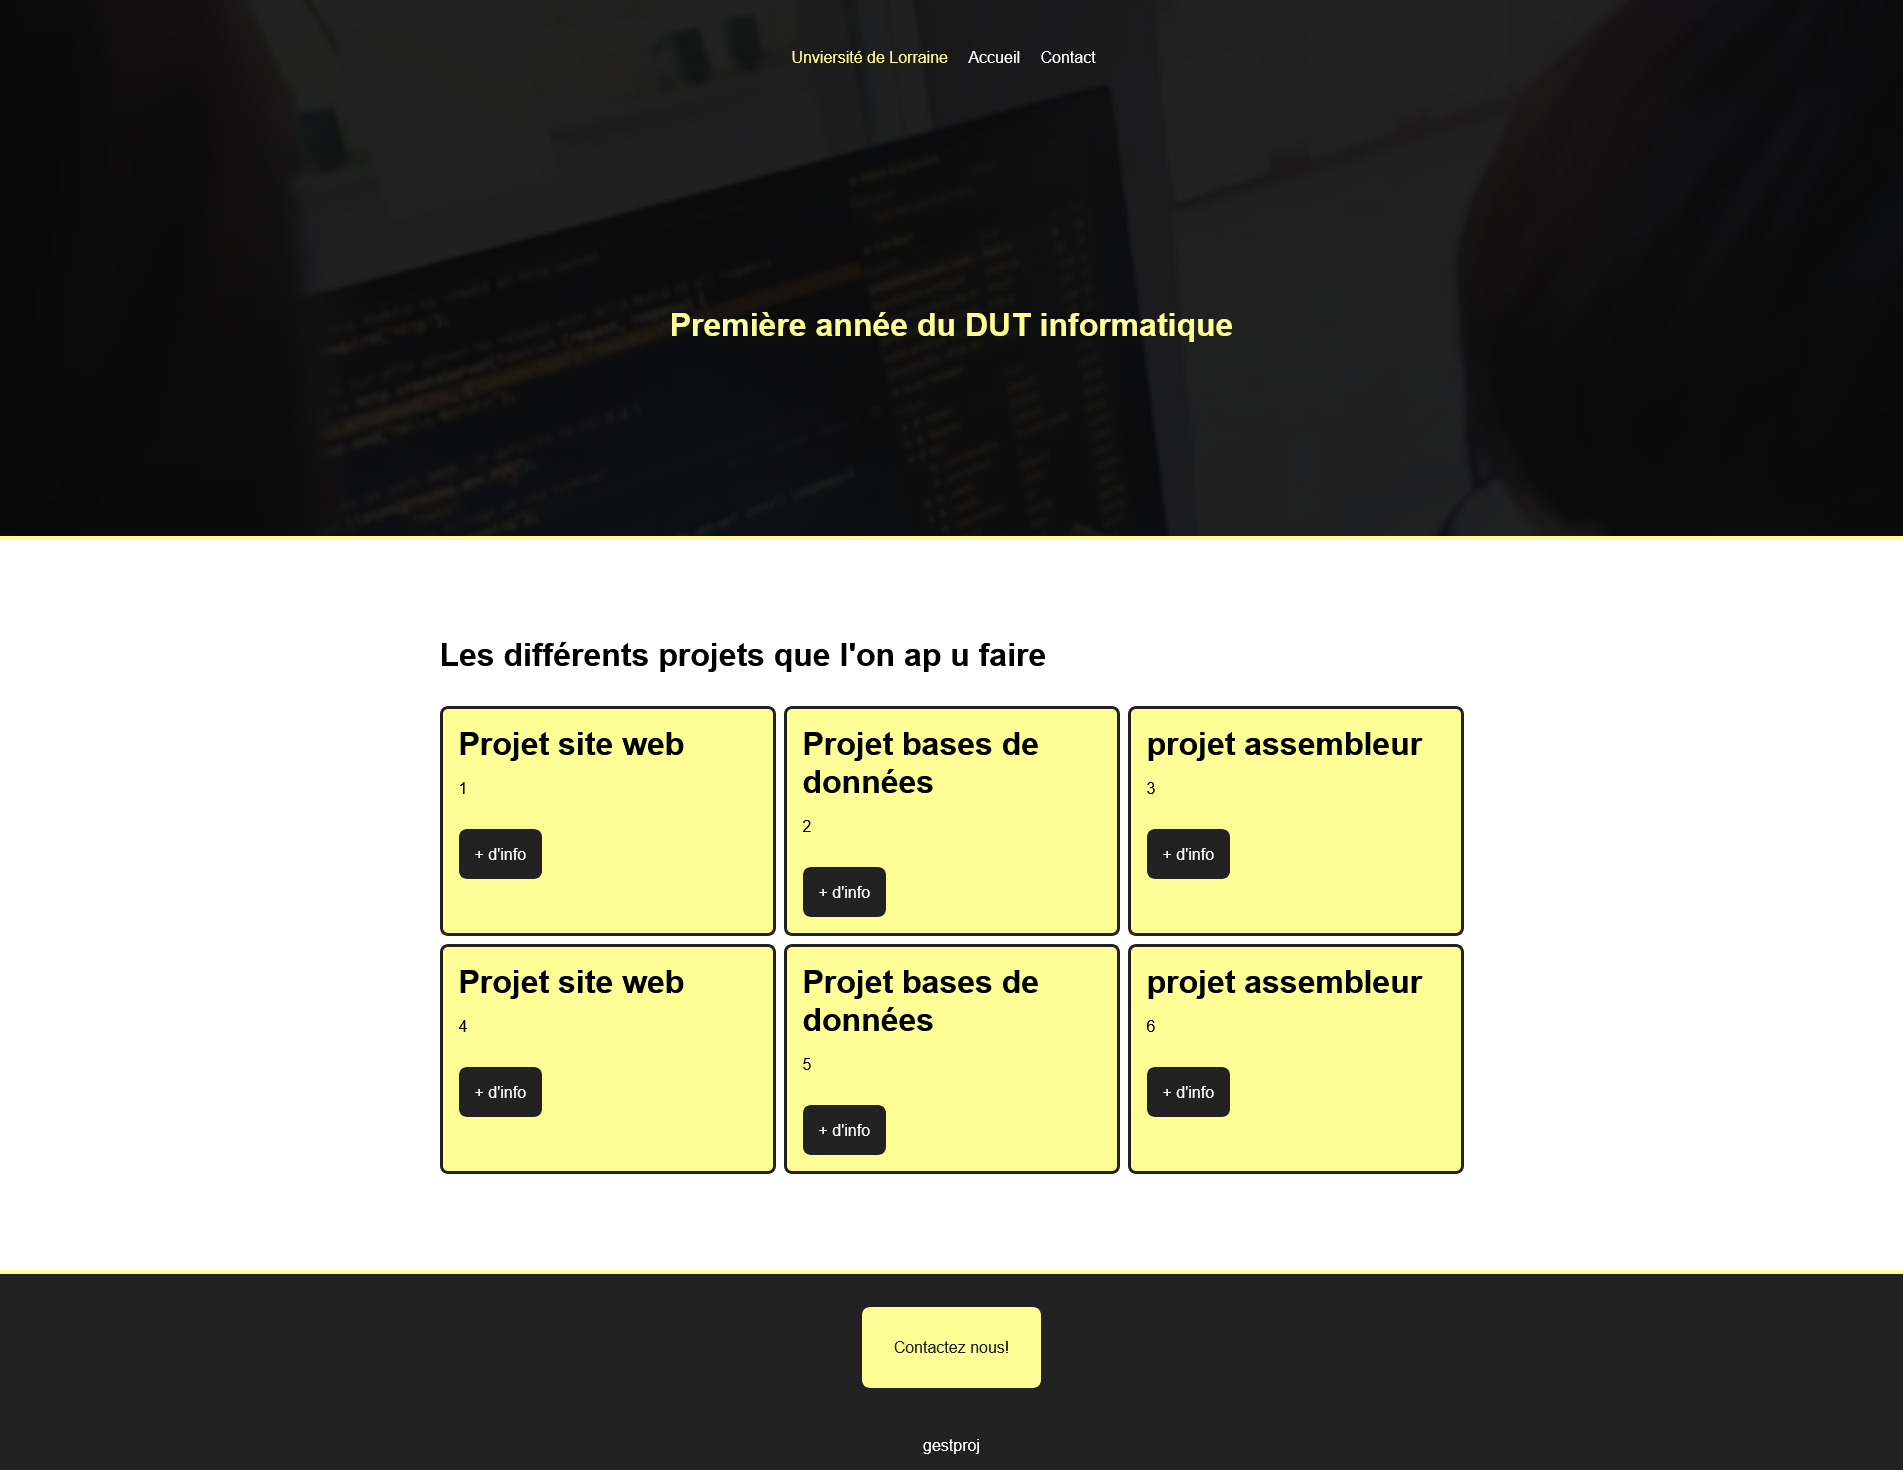 Unviersité de Lorraine Accueil Contact
Première année du DUT informatique
Les différents projets que l'on ap u faire
Projet site web
1
+ d'info
Projet bases de
données
2
+ d'info
projet assembleur
3
+ d'info
Projet site web
4
+ d'info
Projet bases de
données
5
+ d'info
projet assembleur
6
+ d'info
Contactez nous!
gestproj